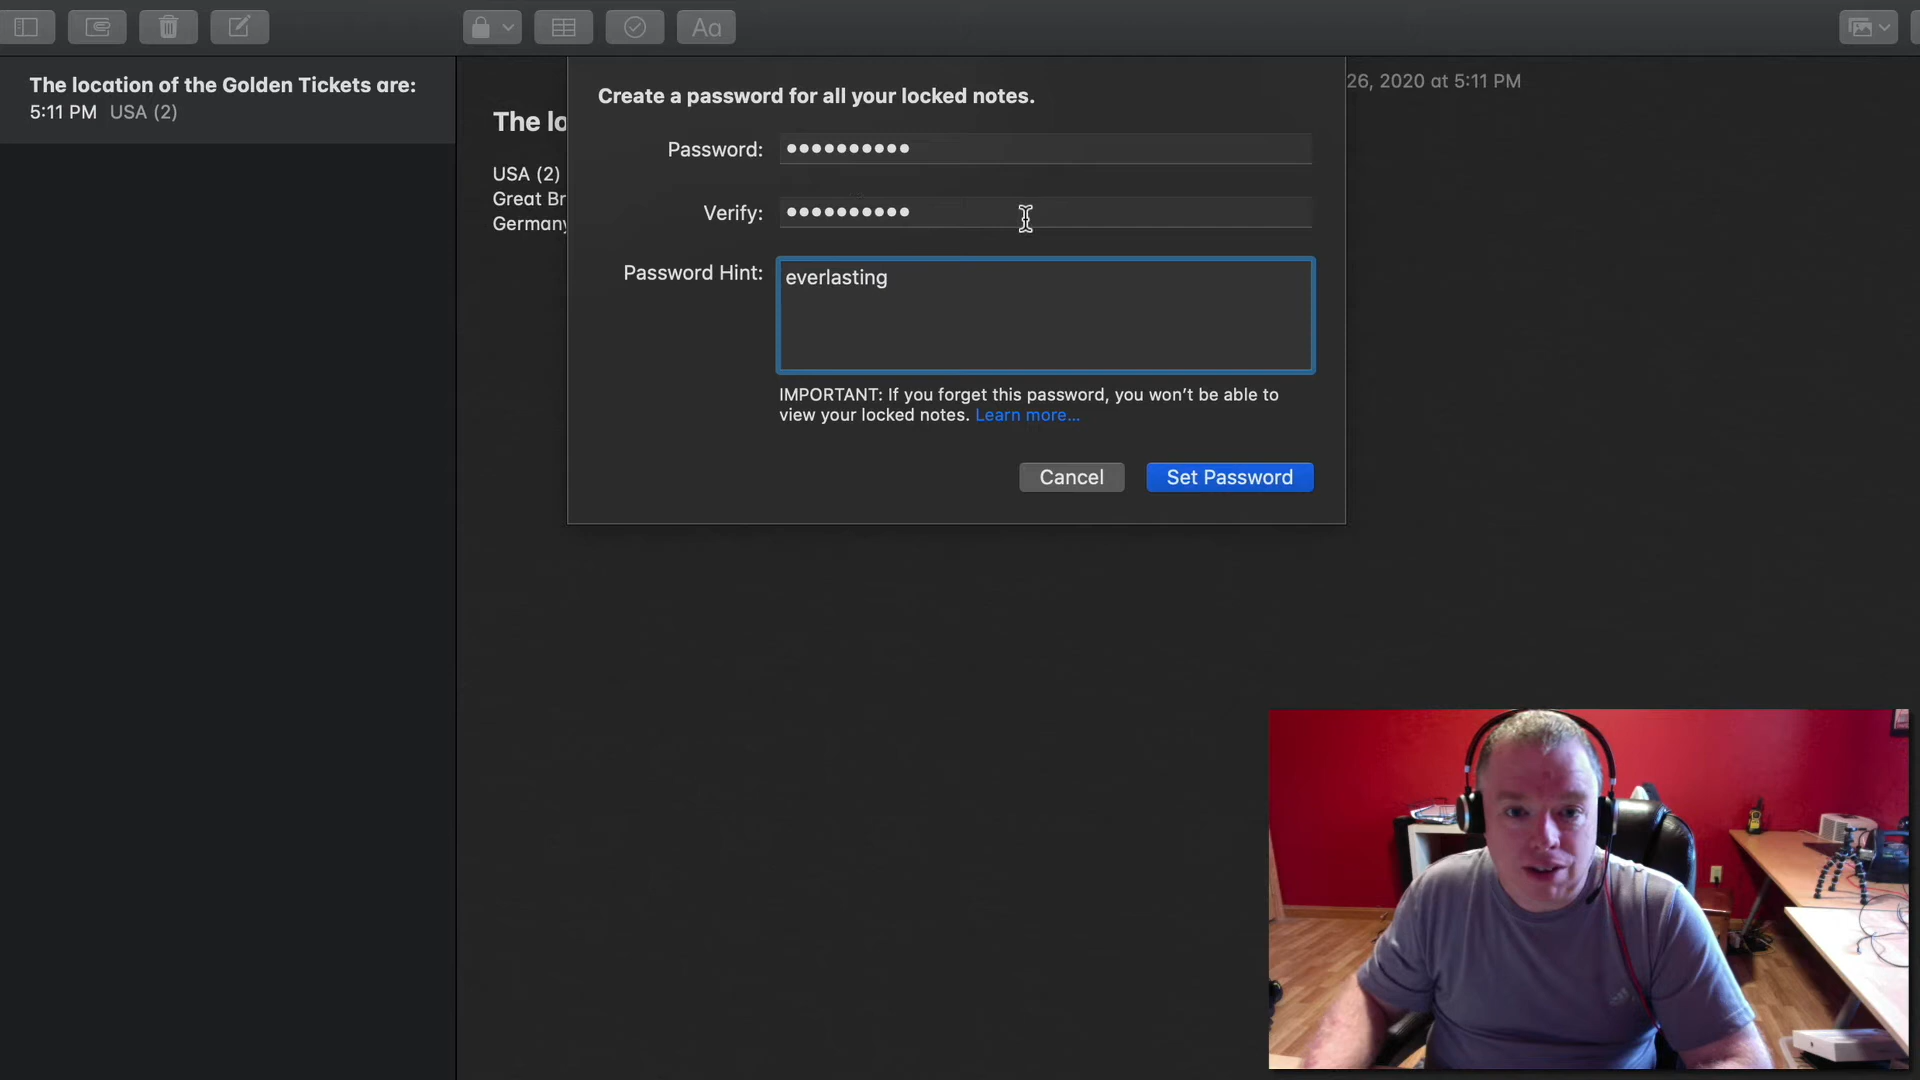 Aa
The location of the Golden Tickets are:
5:11 PM USA (2)
26, 2020 at 5:11 PM
The lo
USA (2)
Great Br
Germany
Create a password for all your locked notes.
Password: ••••••••••
Verify: ••••••••••
Password Hint: everlasting
IMPORTANT: If you forget this password, you won't be able to
view your locked notes. Learn more...
Cancel
Set Password